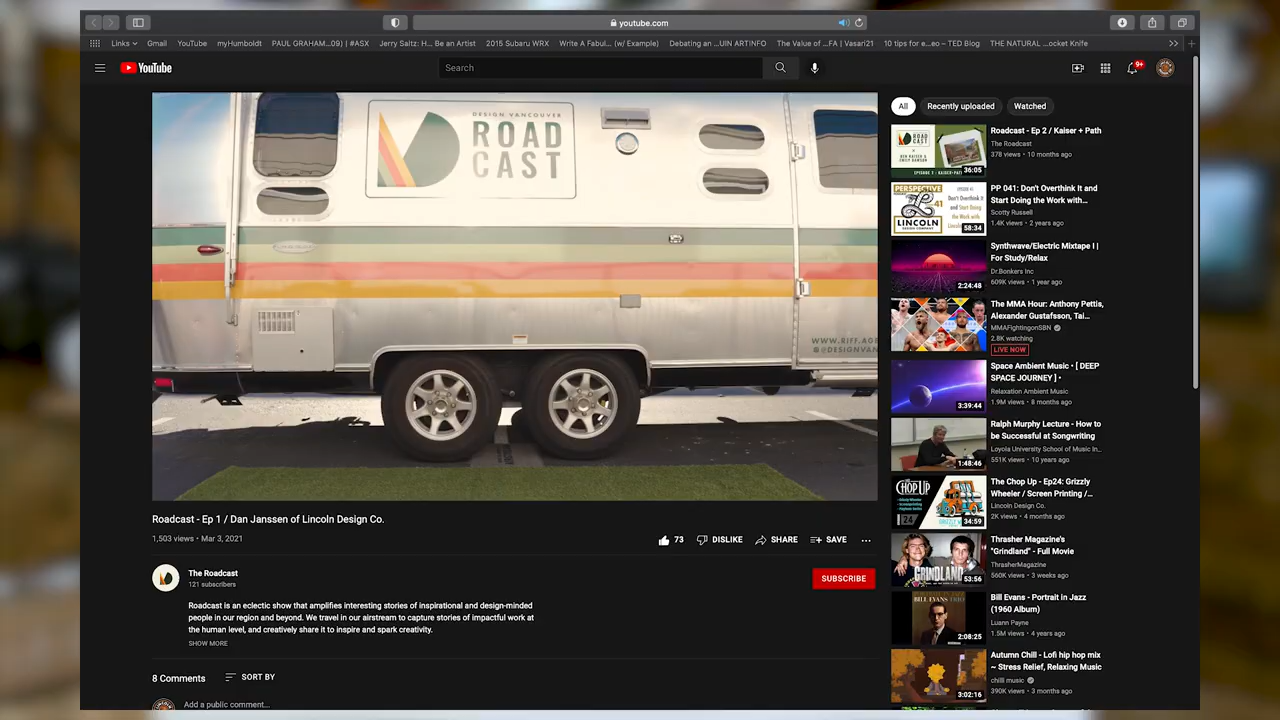 youtube.com
Links
Gmail
YouTube
myHumboldt
PAUL GRAHAM...09) | #ASX
Jerry Saltz: H... Be an Artist
2015 Subaru WRX
Write A Fabui... (w/ Example)
Debating an ...UIN ARTINFO
The Value of ...FA | Vasari21
10 tips for e...eo – TED Blog
THE NATURAL ...ocket Knife
YouTube
Search
9+
DESIGN VANCOUVER
ROAD
CAST
Roadcast - Ep 1 / Dan Janssen of Lincoln Design Co.
1,503 views • Mar 3, 2021
73
DISLIKE
SHARE
SAVE
The Roadcast
121 subscribers
SUBSCRIBE
Roadcast is an eclectic show that amplifies interesting stories of inspirational and design-minded
people in our region and beyond. We travel in our airstream to capture stories of impactful work at
the human level, and creatively share it to inspire and spark creativity.
SHOW MORE
8 Comments
SORT BY
Add a public comment...
All
Recently uploaded
Watched
ROAD
CAST
36:05
Roadcast - Ep 2 / Kaiser + Path
The Roadcast
378 views • 10 months ago
PERSPECTIVE
41
LINCOLN
58:34
PP 041: Don't Overthink It and
Start Doing the Work with...
Scotty Russell
1.4K views • 2 years ago
2:24:48
Synthwave/Electric Mixtape I |
For Study/Relax
Dr.Bonkers Inc
609K views • 1 year ago
The MMA Hour: Anthony Pettis,
Alexander Gustafsson, Tai...
MMAFightingonSBN
2.8K watching
LIVE NOW
3:39:44
Space Ambient Music • [ DEEP
SPACE JOURNEY ] •
Relaxation Ambient Music
1.9M views • 8 months ago
1:48:46
Ralph Murphy Lecture - How to
be Successful at Songwriting
Loyola University School of Music In...
551K views • 10 years ago
CHOP UP
24
34:59
The Chop Up - Ep24: Grizzly
Wheeler / Screen Printing /...
Lincoln Design Co.
2K views • 4 months ago
GRINDLAND
53:56
Thrasher Magazine's
"Grindland" - Full Movie
ThrasherMagazine
560K views • 3 weeks ago
BILL EVANS TRIO
2:08:25
Bill Evans - Portrait in Jazz
(1960 Album)
Luann Payne
1.5M views • 4 years ago
3:02:16
Autumn Chill - Lofi hip hop mix
~ Stress Relief, Relaxing Music
chilli music
390K views • 3 months ago